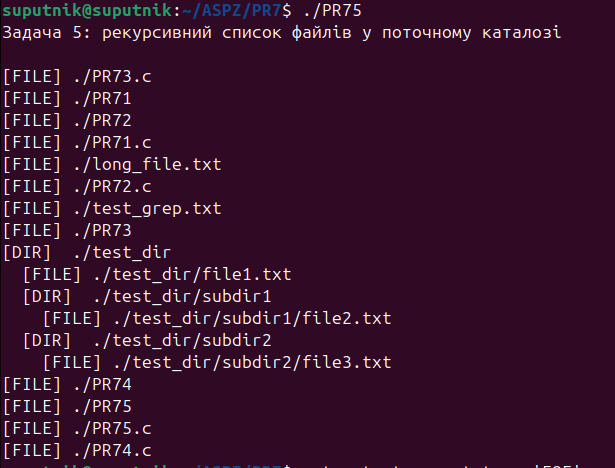 suputnik@suputnik:~/ASPZ/PR7$ ./PR75
Задача 5: рекурсивний список файлів у поточному каталозі
[FILE] ./PR73.c
[FILE] ./PR71
[FILE] ./PR72
[FILE] ./PR71.c
[FILE] ./long_file.txt
[FILE] ./PR72.c
[FILE] ./test_grep.txt
[FILE] ./PR73
[DIR]  ./test_dir
  [FILE] ./test_dir/file1.txt
  [DIR]  ./test_dir/subdir1
    [FILE] ./test_dir/subdir1/file2.txt
  [DIR]  ./test_dir/subdir2
    [FILE] ./test_dir/subdir2/file3.txt
[FILE] ./PR74
[FILE] ./PR75
[FILE] ./PR75.c
[FILE] ./PR74.c